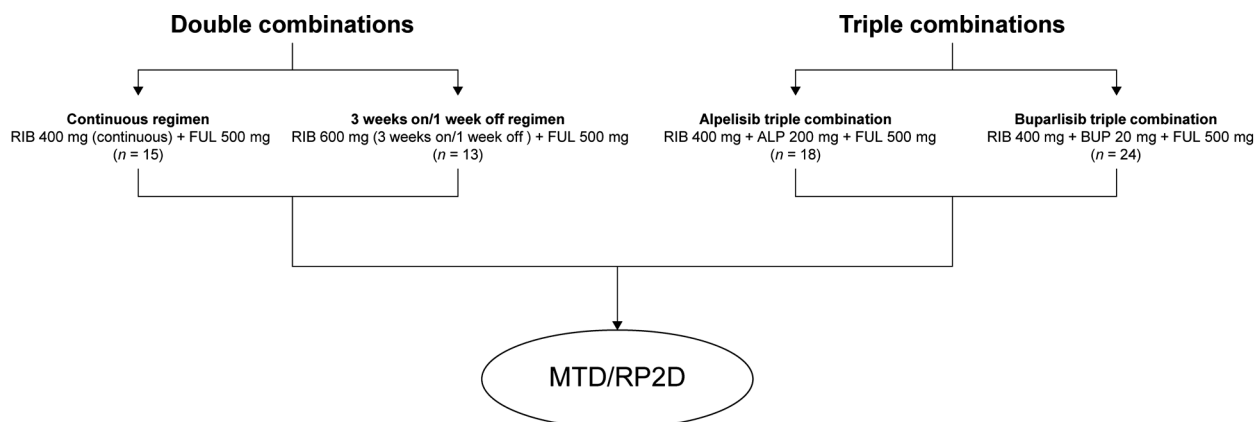 Double combinations
Triple combinations
Continuous regimen
RIB 400 mg (continuous) + FUL 500 mg
(n = 15)
3 weeks on/1 week off regimen
RIB 600 mg (3 weeks on/1 week off ) + FUL 500 mg
(n = 13)
Alpelisib triple combination
RIB 400 mg + ALP 200 mg + FUL 500 mg
(n = 18)
Buparlisib triple combination
RIB 400 mg + BUP 20 mg + FUL 500 mg
(n = 24)
MTD/RP2D